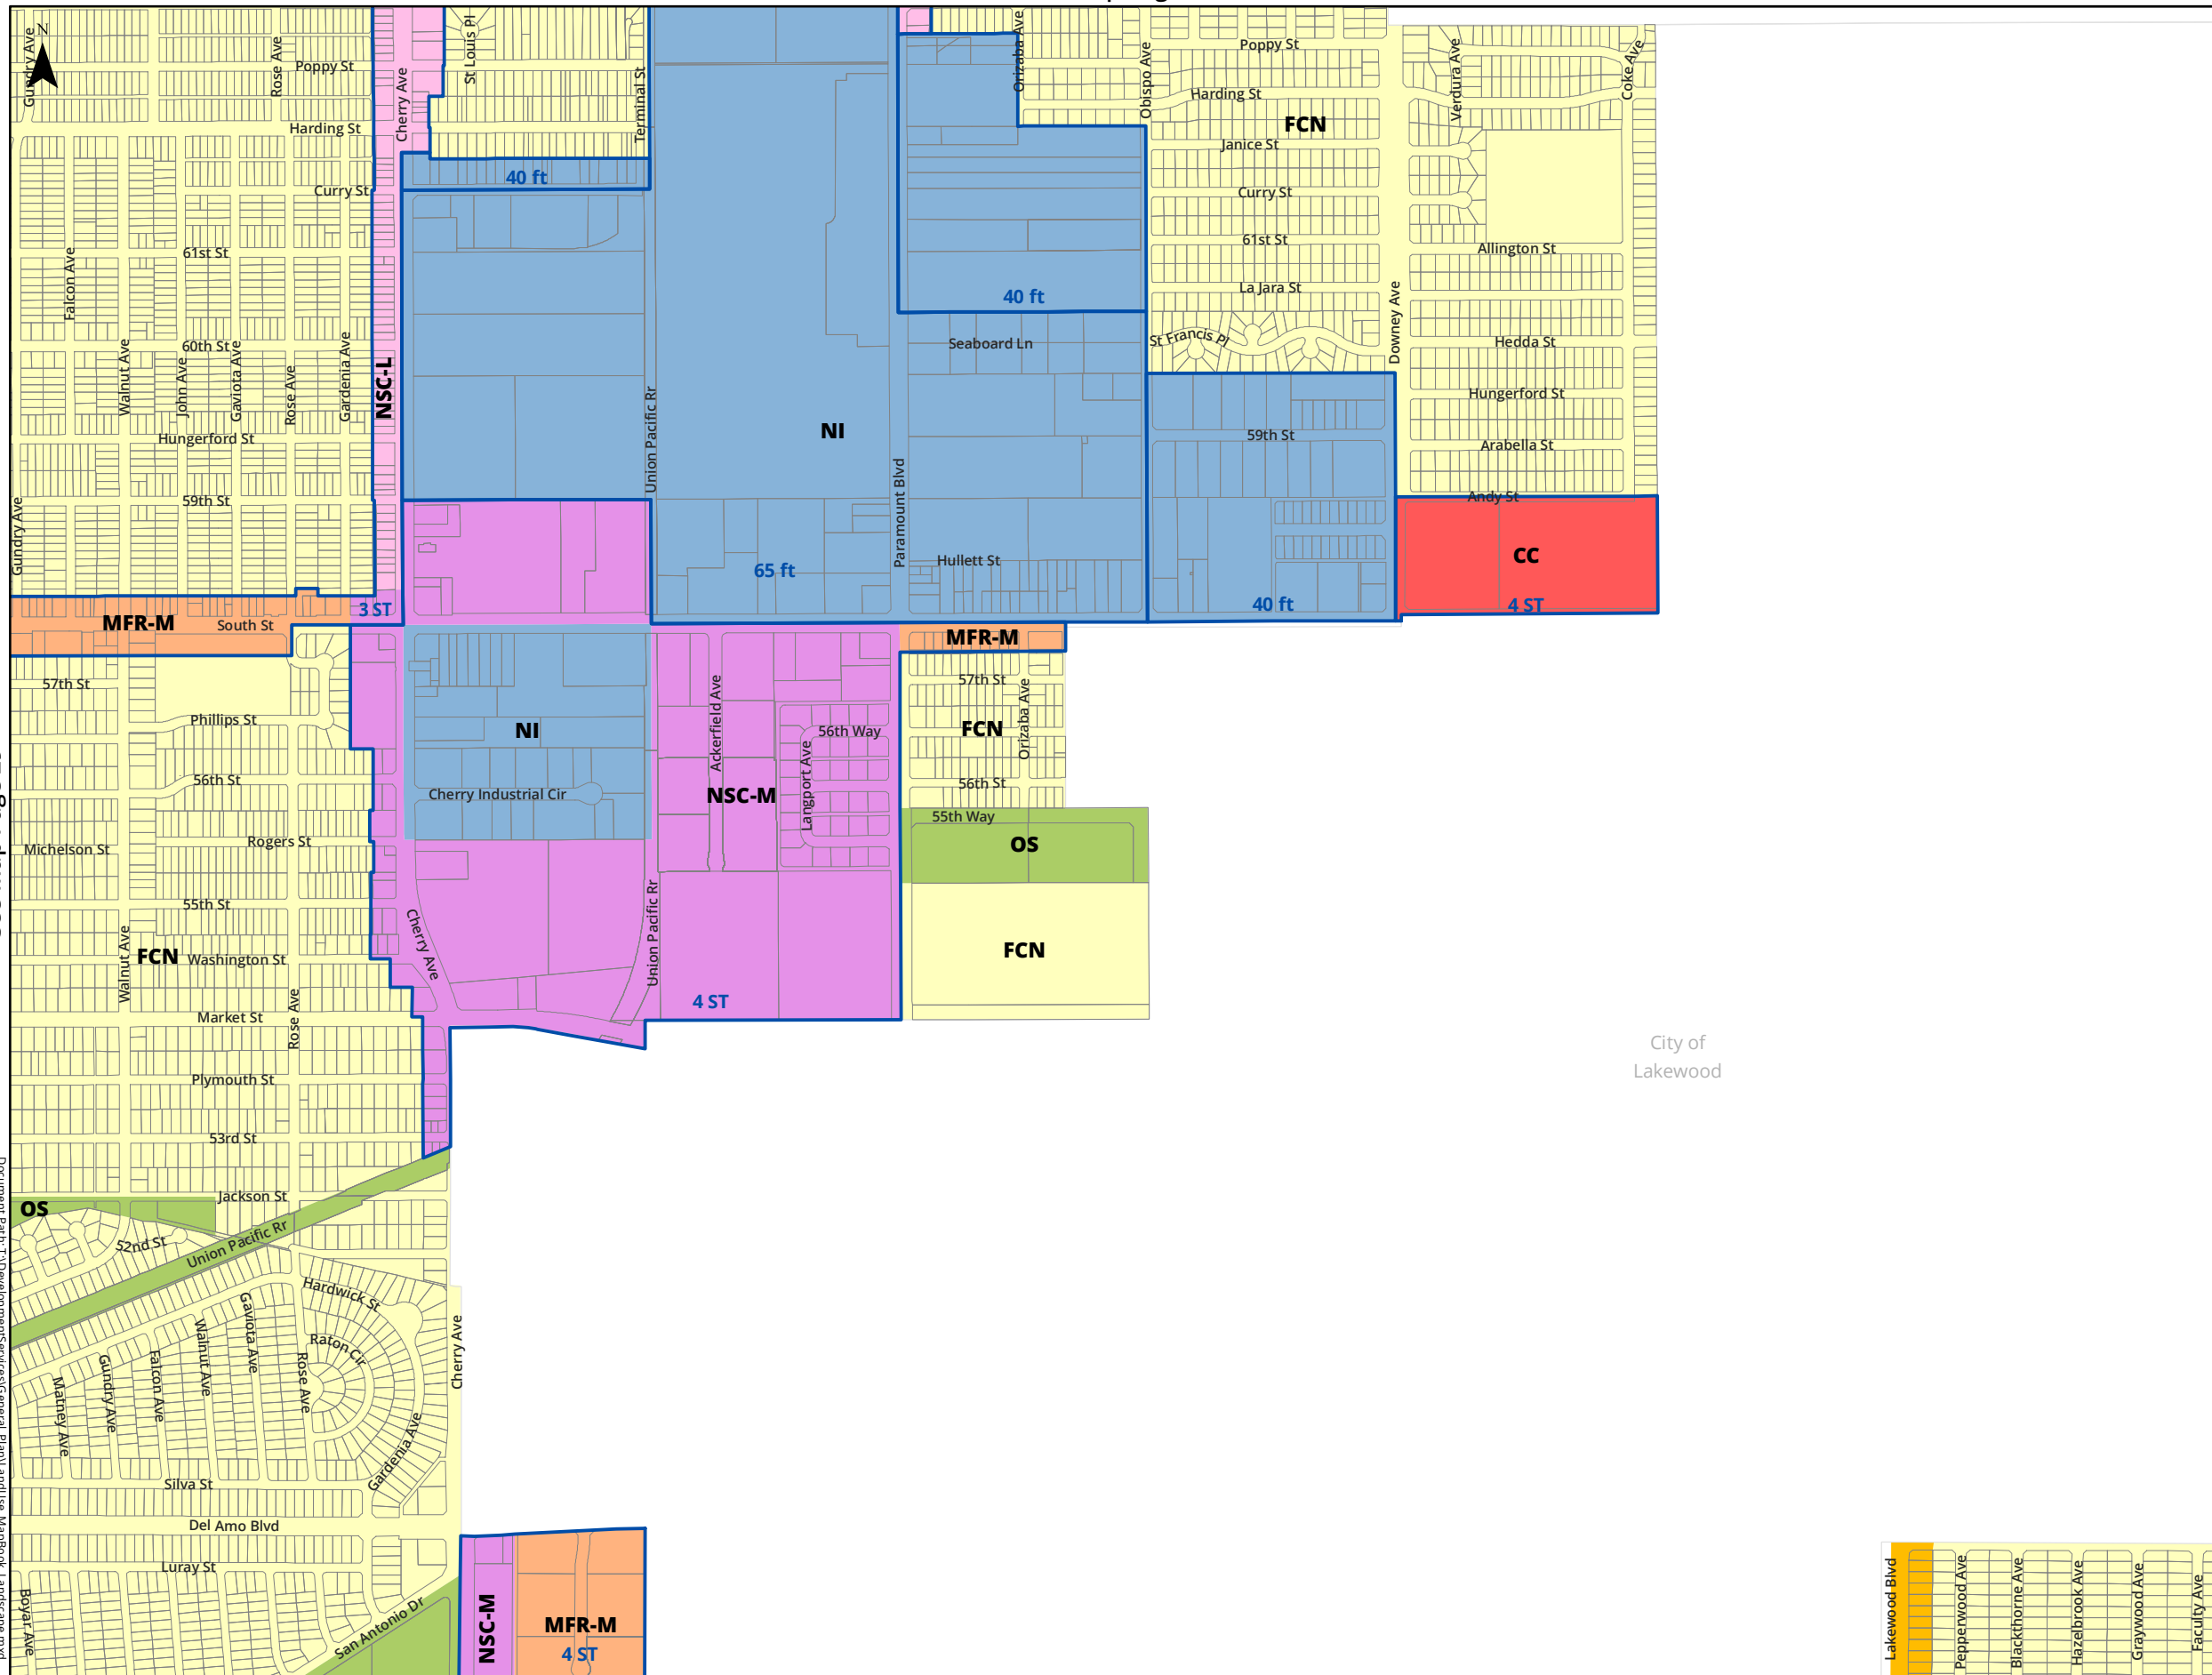 N
Gundry Ave
Rose Ave
Poppy St
Cherry Ave
St Louis Pl
Terminal St
Orizaba Ave
Obispo Ave
Poppy St
Verdura Ave
Coke Ave
Harding St
Harding St
FCN
Janice St
40 ft
Curry St
Curry St
61st St
61st St
Allington St
Falcon Ave
La Jara St
40 ft
Downey Ave
60th St
Seaboard Ln
St Francis Pl
Hedda St
Walnut Ave
John Ave
Gaviota Ave
Rose Ave
Gardenia Ave
NSC-L
Union Pacific Rr
Hungerford St
NI
Hungerford St
59th St
Arabella St
59th St
Andy St
Gundry Ave
Paramount Blvd
CC
Hullett St
65 ft
40 ft
4 ST
3 ST
MFR-M
South St
MFR-M
57th St
57th St
Phillips St
NI
Ackerfield Ave
56th Way
FCN
Orizaba Ave
56th St
56th St
Cherry Industrial Cir
NSC-M
Langport Ave
55th Way
Michelson St
Rogers St
OS
55th St
Cherry Ave
Union Pacific Rr
FCN
Walnut Ave
FCN
Washington St
4 ST
Market St
Rose Ave
City of
Lakewood
Plymouth St
53rd St
Jackson St
OS
52nd St
Union Pacific Rr
Hardwick St
Gaviota Ave
Walnut Ave
Raton Cir
Cherry Ave
Matney Ave
Gundry Ave
Falcon Ave
Rose Ave
Gardenia Ave
Silva St
Del Amo Blvd
Luray St
Boyar Ave
San Antonio Dr
NSC-M
MFR-M
4 ST
Lakewood Blvd
Pepperwood Ave
Blackthorne Ave
Hazelbrook Ave
Graywood Ave
Faculty Ave